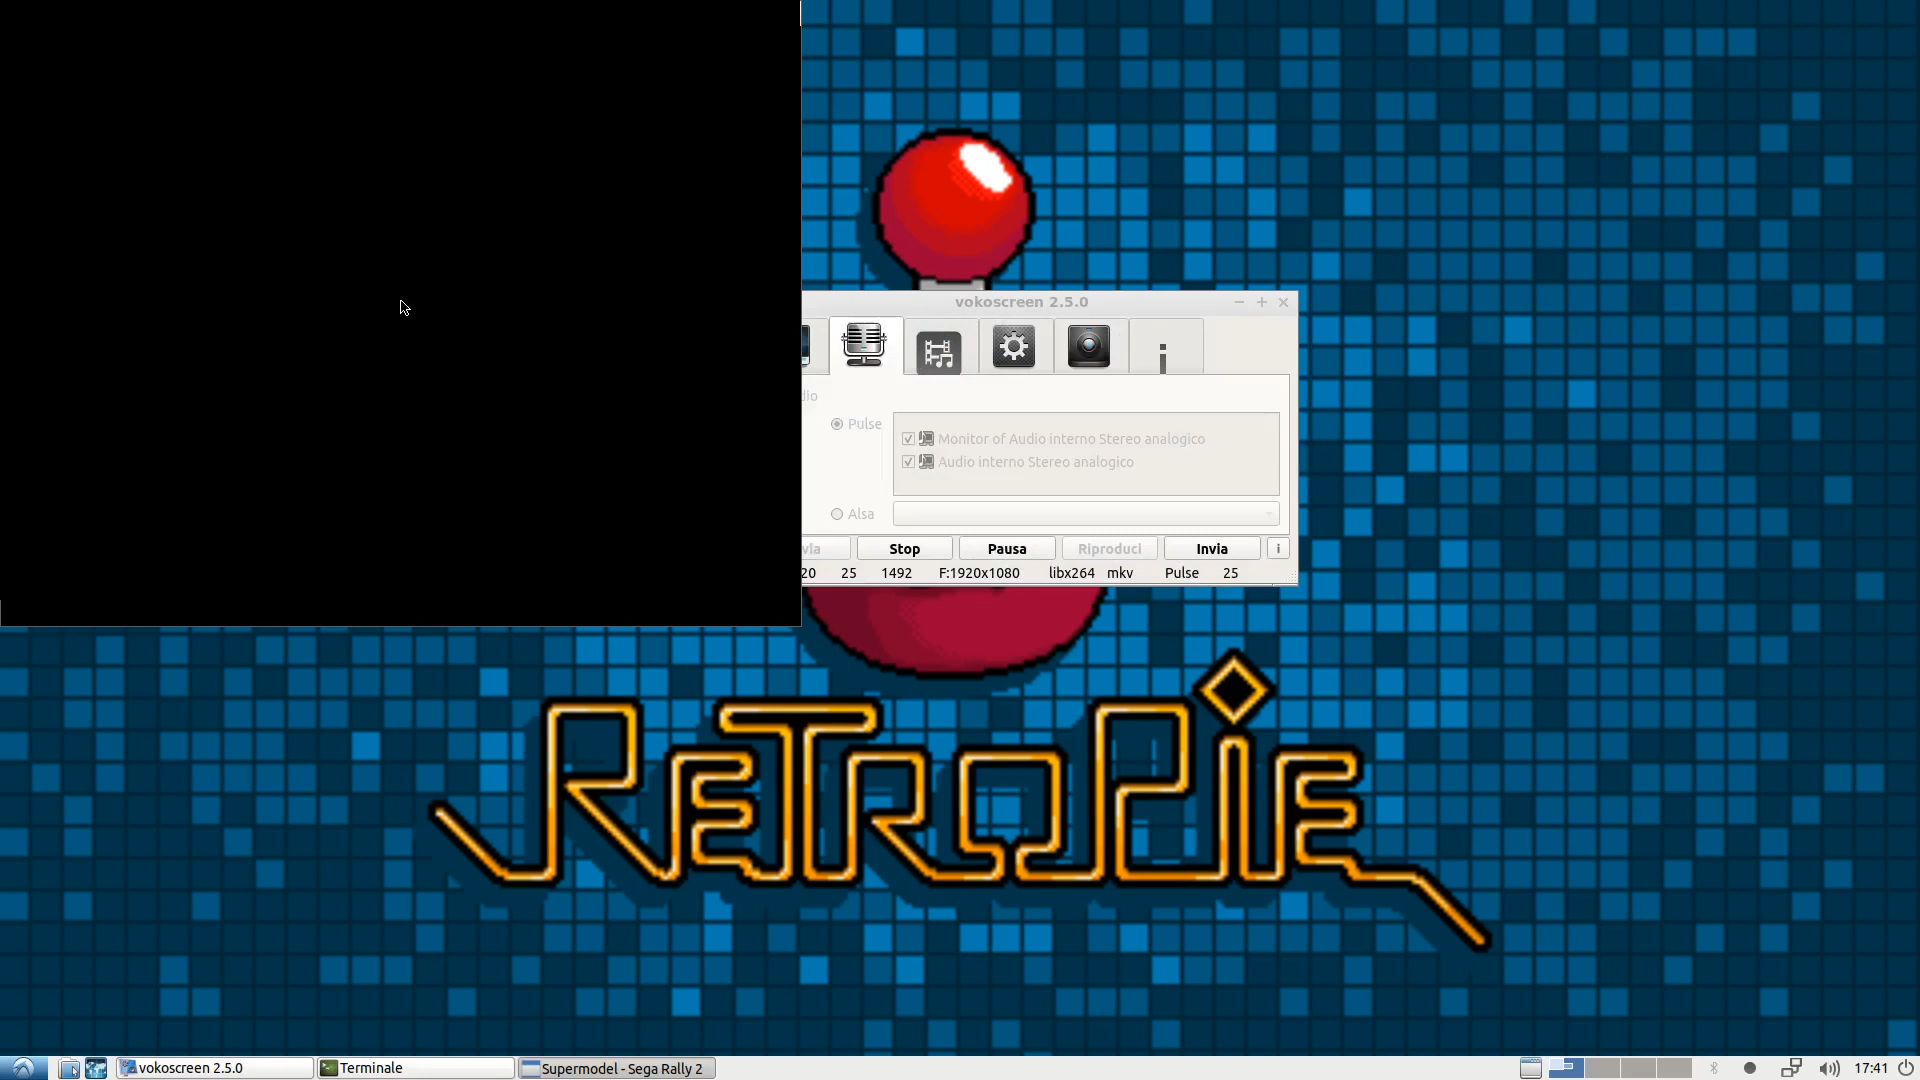 vokoscreen 2.5.0
dio
Pulse
Monitor of Audio interno Stereo analogico
Audio interno Stereo analogico
Alsa
via Stop Pausa Riproduci Invia i
20 25 1492 F:1920x1080 libx264 mkv Pulse 25
RETROPIE
vokoscreen 2.5.0 Terminale Supermodel - Sega Rally 2 17:41